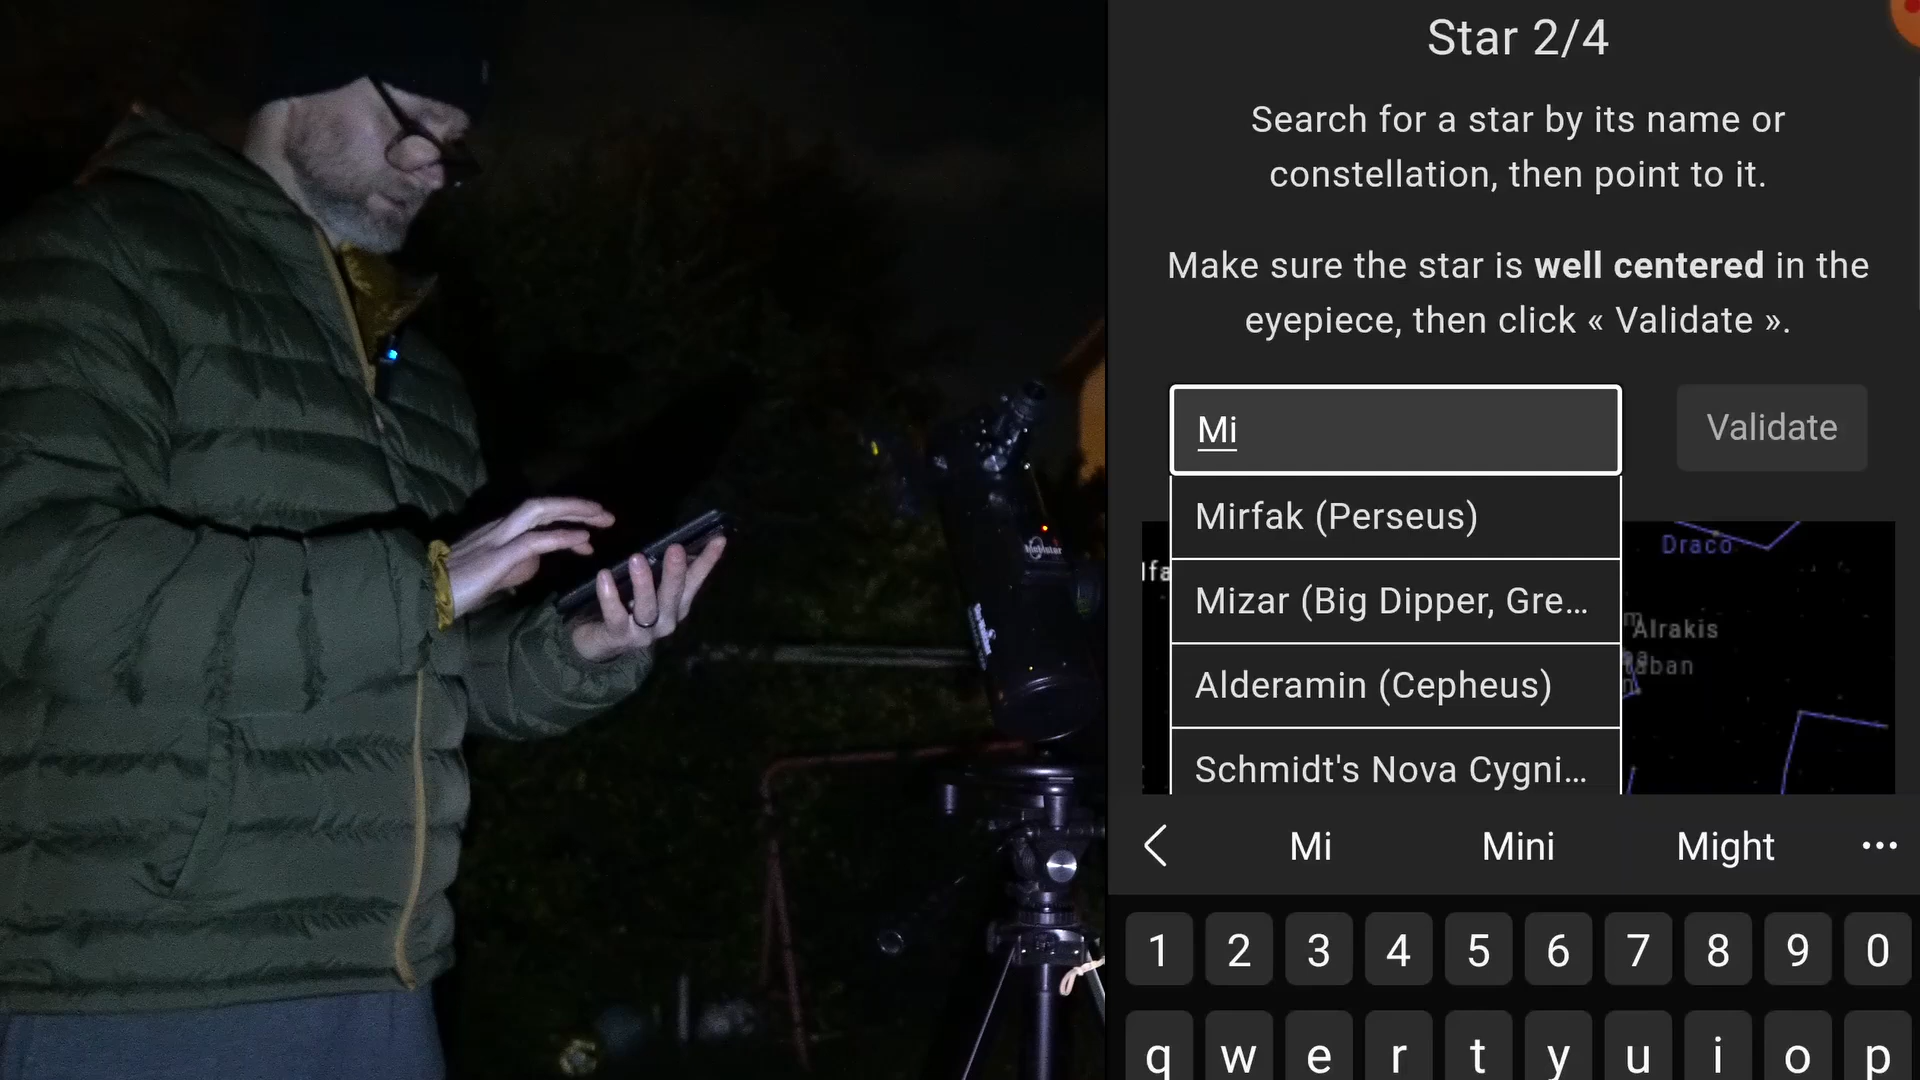 Star 2/4
Search for a star by its name or
constellation, then point to it.
Make sure the star is well centered in the
eyepiece, then click « Validate ».
Mi
Validate
Mirfak (Perseus)
Draco
lfa
Mizar (Big Dipper, Gre...
Alrakis
Alderamin (Cepheus)
Schmidt's Nova Cygni...
Mi Mini Might
1 2 3 4 5 6 7 8 9 0
q w e r t y u i o p